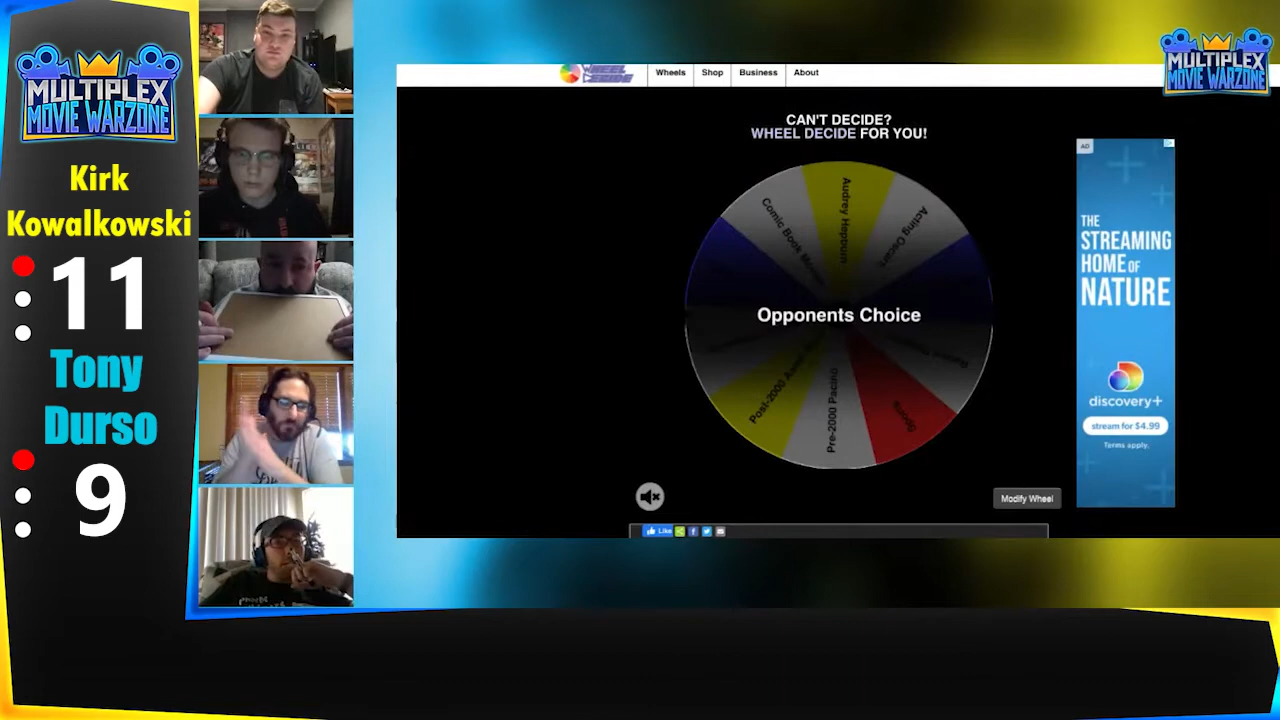 MULTIPLEX
MOVIE WARZONE
Kirk
Kowalkowski
11
Tony
Durso
9
Wheels
Shop
Business
About
MULTIPLEX
MOVIE WARZONE
CAN'T DECIDE?
WHEEL DECIDE FOR YOU!
Comic Book
Audrey Hepburn
Acting Oscars
Opponents Choice
Post-2000
Pre-2000 Pacino
AD
THE
STREAMING
HOME OF
NATURE
discovery+
stream for $4.99
Terms apply.
Modify Wheel
Like